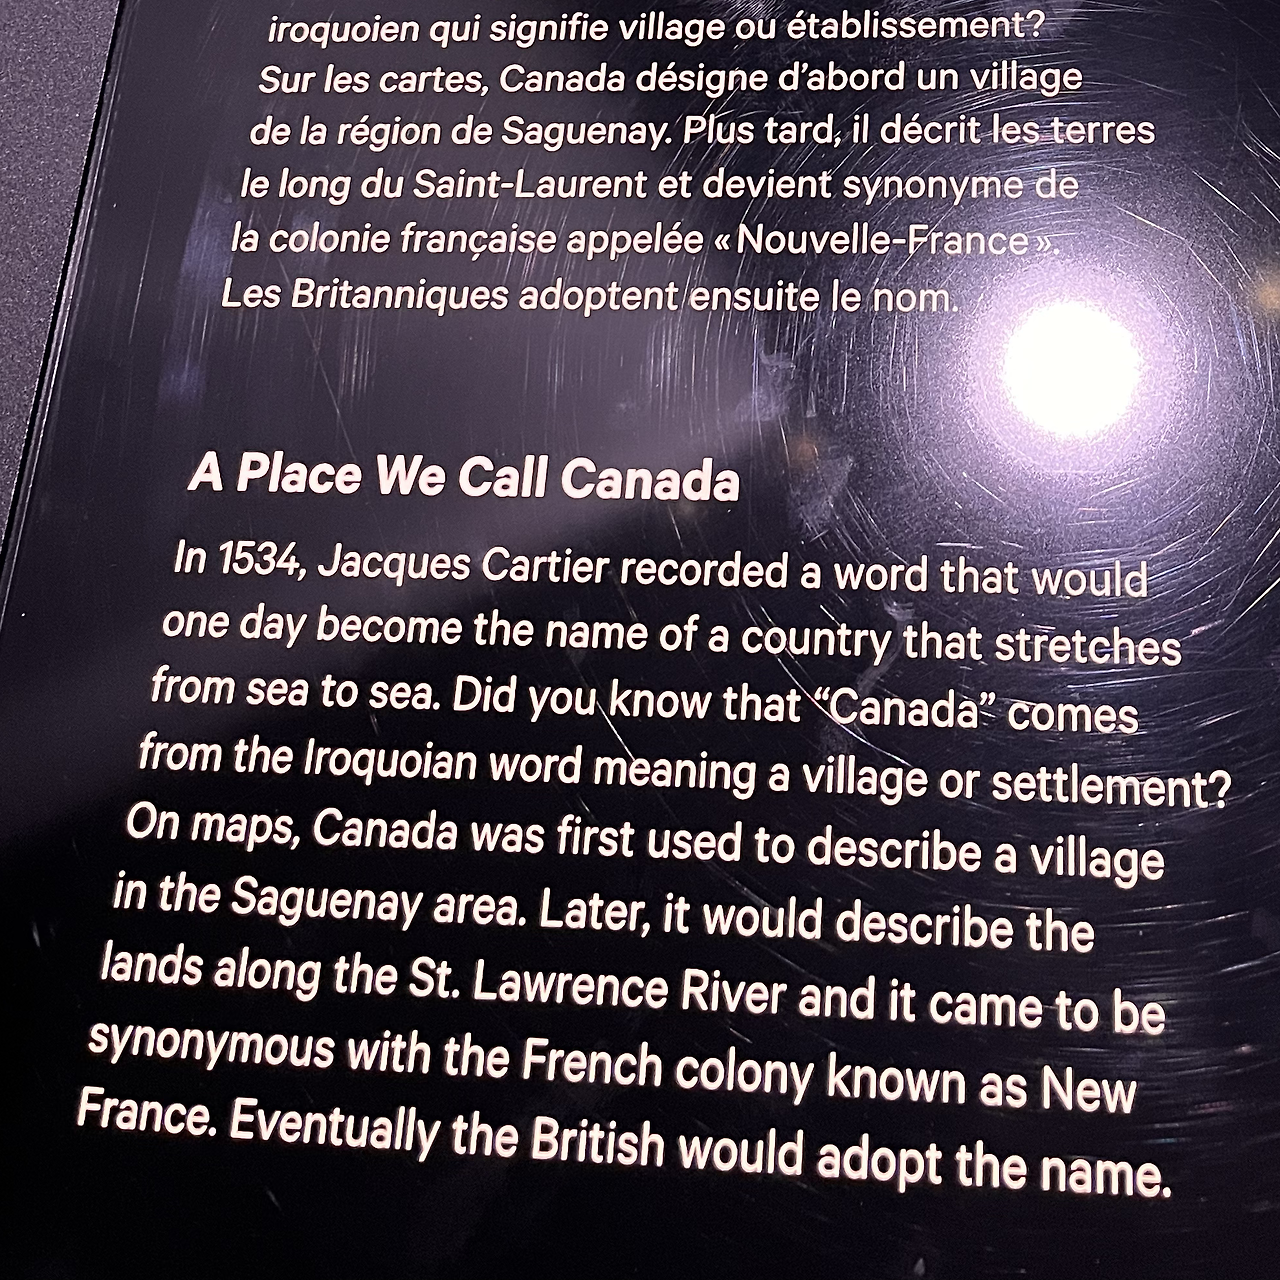 iroquoien qui signifie village ou établissement?
Sur les cartes, Canada désigne d’abord un village
de la région de Saguenay. Plus tard, il décrit les terres
le long du Saint-Laurent et devient synonyme de
la colonie française appelée « Nouvelle-France ».
Les Britanniques adoptent ensuite le nom.
A Place We Call Canada
In 1534, Jacques Cartier recorded a word that would
one day become the name of a country that stretches
from sea to sea. Did you know that “Canada” comes
from the Iroquoian word meaning a village or settlement?
On maps, Canada was first used to describe a village
in the Saguenay area. Later, it would describe the
lands along the St. Lawrence River and it came to be
synonymous with the French colony known as New
France. Eventually the British would adopt the name.